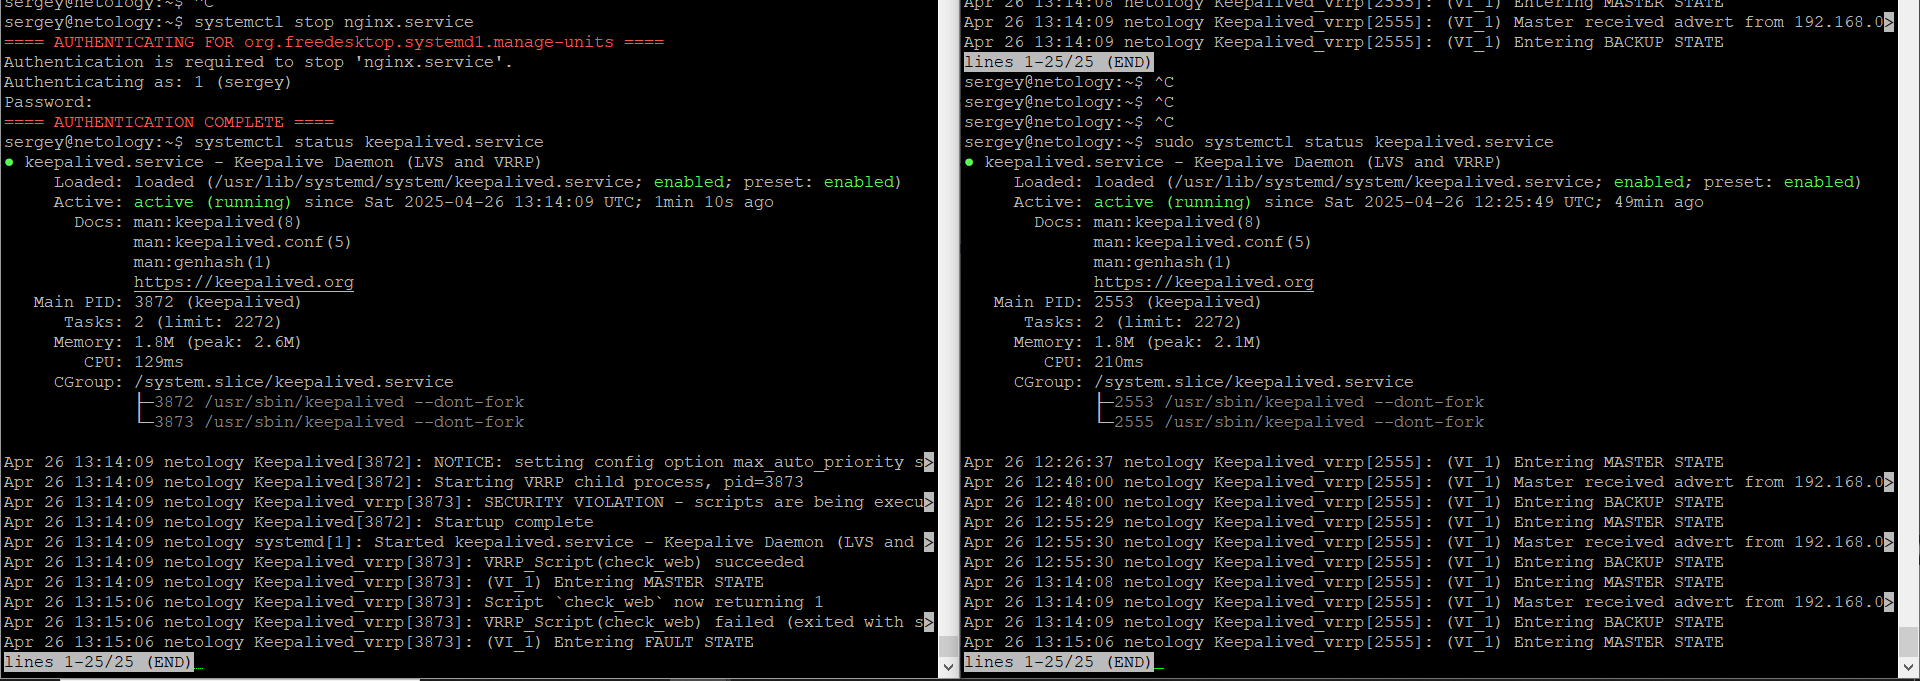 sergey@netology:~$ ^C
sergey@netology:~$ systemctl stop nginx.service
==== AUTHENTICATING FOR org.freedesktop.systemd1.manage-units ====
Authentication is required to stop 'nginx.service'.
Authenticating as: 1 (sergey)
Password:
==== AUTHENTICATION COMPLETE ====
sergey@netology:~$ systemctl status keepalived.service
● keepalived.service - Keepalive Daemon (LVS and VRRP)
     Loaded: loaded (/usr/lib/systemd/system/keepalived.service; enabled; preset: enabled)
     Active: active (running) since Sat 2025-04-26 13:14:09 UTC; 1min 10s ago
       Docs: man:keepalived(8)
             man:keepalived.conf(5)
             man:genhash(1)
             https://keepalived.org
   Main PID: 3872 (keepalived)
      Tasks: 2 (limit: 2272)
     Memory: 1.8M (peak: 2.6M)
        CPU: 129ms
     CGroup: /system.slice/keepalived.service
             ├─3872 /usr/sbin/keepalived --dont-fork
             └─3873 /usr/sbin/keepalived --dont-fork
Apr 26 13:14:09 netology Keepalived[3872]: NOTICE: setting config option max_auto_priority s>
Apr 26 13:14:09 netology Keepalived[3872]: Starting VRRP child process, pid=3873
Apr 26 13:14:09 netology Keepalived_vrrp[3873]: SECURITY VIOLATION - scripts are being execu>
Apr 26 13:14:09 netology Keepalived[3872]: Startup complete
Apr 26 13:14:09 netology systemd[1]: Started keepalived.service - Keepalive Daemon (LVS and >
Apr 26 13:14:09 netology Keepalived_vrrp[3873]: VRRP_Script(check_web) succeeded
Apr 26 13:14:09 netology Keepalived_vrrp[3873]: (VI_1) Entering MASTER STATE
Apr 26 13:15:06 netology Keepalived_vrrp[3873]: Script `check_web` now returning 1
Apr 26 13:15:06 netology Keepalived_vrrp[3873]: VRRP_Script(check_web) failed (exited with s>
Apr 26 13:15:06 netology Keepalived_vrrp[3873]: (VI_1) Entering FAULT STATE
lines 1-25/25 (END)
Apr 26 13:14:08 netology Keepalived_vrrp[2555]: (VI_1) Entering MASTER STATE
Apr 26 13:14:09 netology Keepalived_vrrp[2555]: (VI_1) Master received advert from 192.168.0>
Apr 26 13:14:09 netology Keepalived_vrrp[2555]: (VI_1) Entering BACKUP STATE
lines 1-25/25 (END)
sergey@netology:~$ ^C
sergey@netology:~$ ^C
sergey@netology:~$ ^C
sergey@netology:~$ sudo systemctl status keepalived.service
● keepalived.service - Keepalive Daemon (LVS and VRRP)
     Loaded: loaded (/usr/lib/systemd/system/keepalived.service; enabled; preset: enabled)
     Active: active (running) since Sat 2025-04-26 12:25:49 UTC; 49min ago
       Docs: man:keepalived(8)
             man:keepalived.conf(5)
             man:genhash(1)
             https://keepalived.org
   Main PID: 2553 (keepalived)
      Tasks: 2 (limit: 2272)
     Memory: 1.8M (peak: 2.1M)
        CPU: 210ms
     CGroup: /system.slice/keepalived.service
             ├─2553 /usr/sbin/keepalived --dont-fork
             └─2555 /usr/sbin/keepalived --dont-fork
Apr 26 12:26:37 netology Keepalived_vrrp[2555]: (VI_1) Entering MASTER STATE
Apr 26 12:48:00 netology Keepalived_vrrp[2555]: (VI_1) Master received advert from 192.168.0>
Apr 26 12:48:00 netology Keepalived_vrrp[2555]: (VI_1) Entering BACKUP STATE
Apr 26 12:55:29 netology Keepalived_vrrp[2555]: (VI_1) Entering MASTER STATE
Apr 26 12:55:30 netology Keepalived_vrrp[2555]: (VI_1) Master received advert from 192.168.0>
Apr 26 12:55:30 netology Keepalived_vrrp[2555]: (VI_1) Entering BACKUP STATE
Apr 26 13:14:08 netology Keepalived_vrrp[2555]: (VI_1) Entering MASTER STATE
Apr 26 13:14:09 netology Keepalived_vrrp[2555]: (VI_1) Master received advert from 192.168.0>
Apr 26 13:14:09 netology Keepalived_vrrp[2555]: (VI_1) Entering BACKUP STATE
Apr 26 13:15:06 netology Keepalived_vrrp[2555]: (VI_1) Entering MASTER STATE
lines 1-25/25 (END)